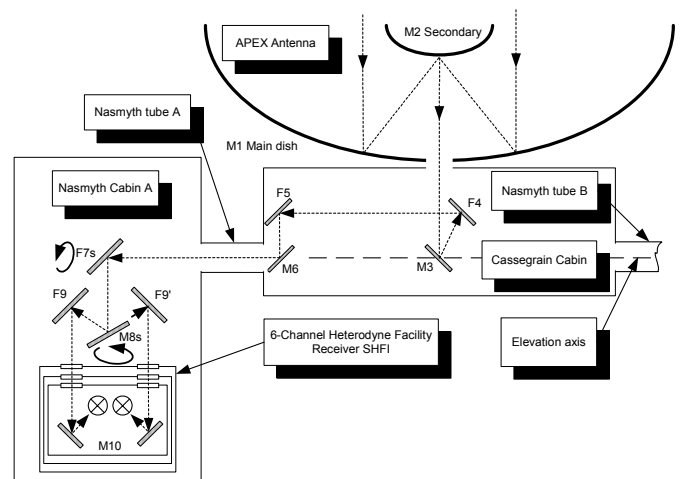 M2 Secondary
APEX Antenna
Nasmyth tube A
M1 Main dish
Nasmyth Cabin A
F5
F4
Nasmyth tube B
F7s
M6
M3
Cassegrain Cabin
F9
F9'
M8s
6-Channel Heterodyne Facility
Receiver SHFI
Elevation axis
M10